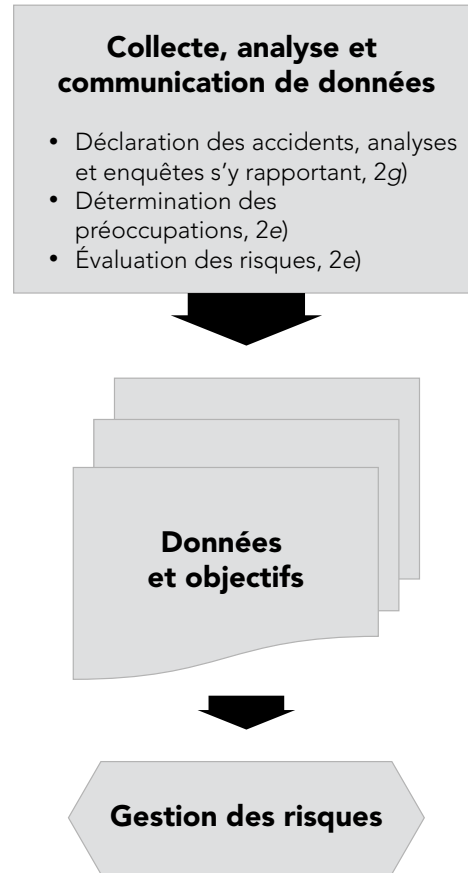 Collecte, analyse et
communication de données
• Déclaration des accidents, analyses
et enquêtes s'y rapportant, 2g)
• Détermination des
préoccupations, 2e)
• Évaluation des risques, 2e)
Données
et objectifs
Gestion des risques